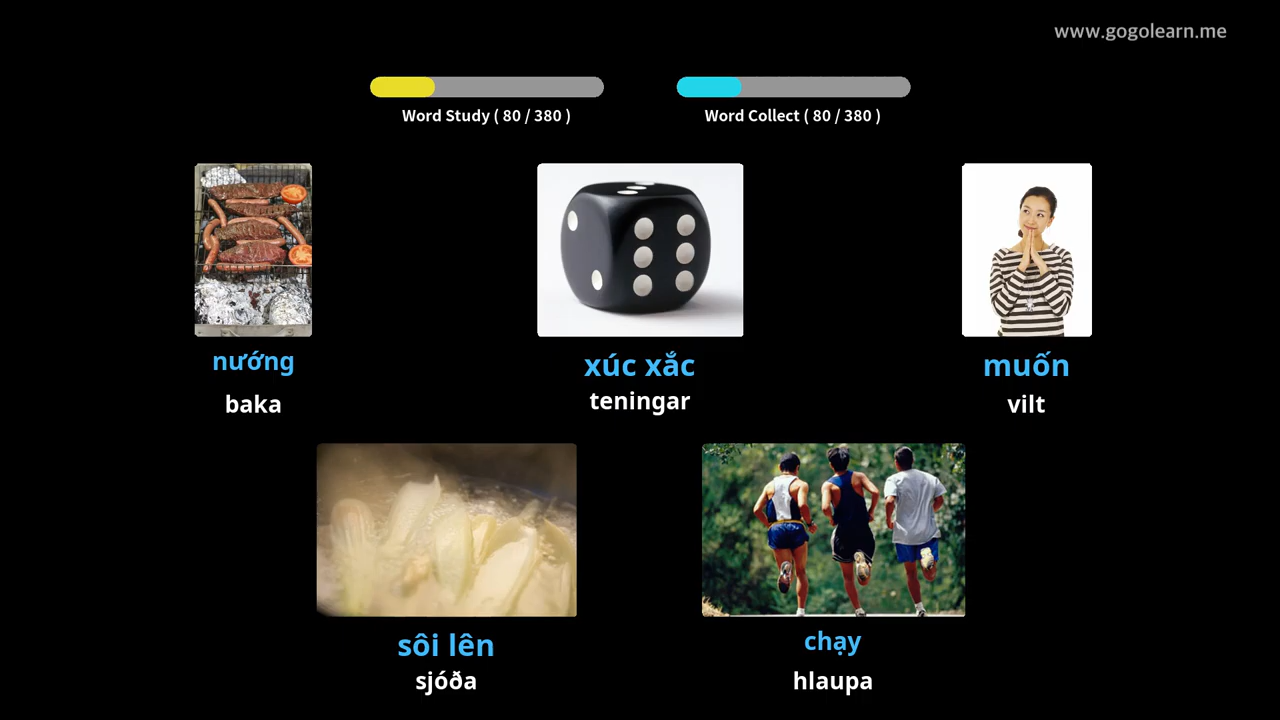 www.gogolearn.me
Word Study ( 80 / 380 )
Word Collect ( 80 / 380 )
nướng
baka
xúc xắc
teningar
muốn
vilt
sôi lên
sjóða
chạy
hlaupa